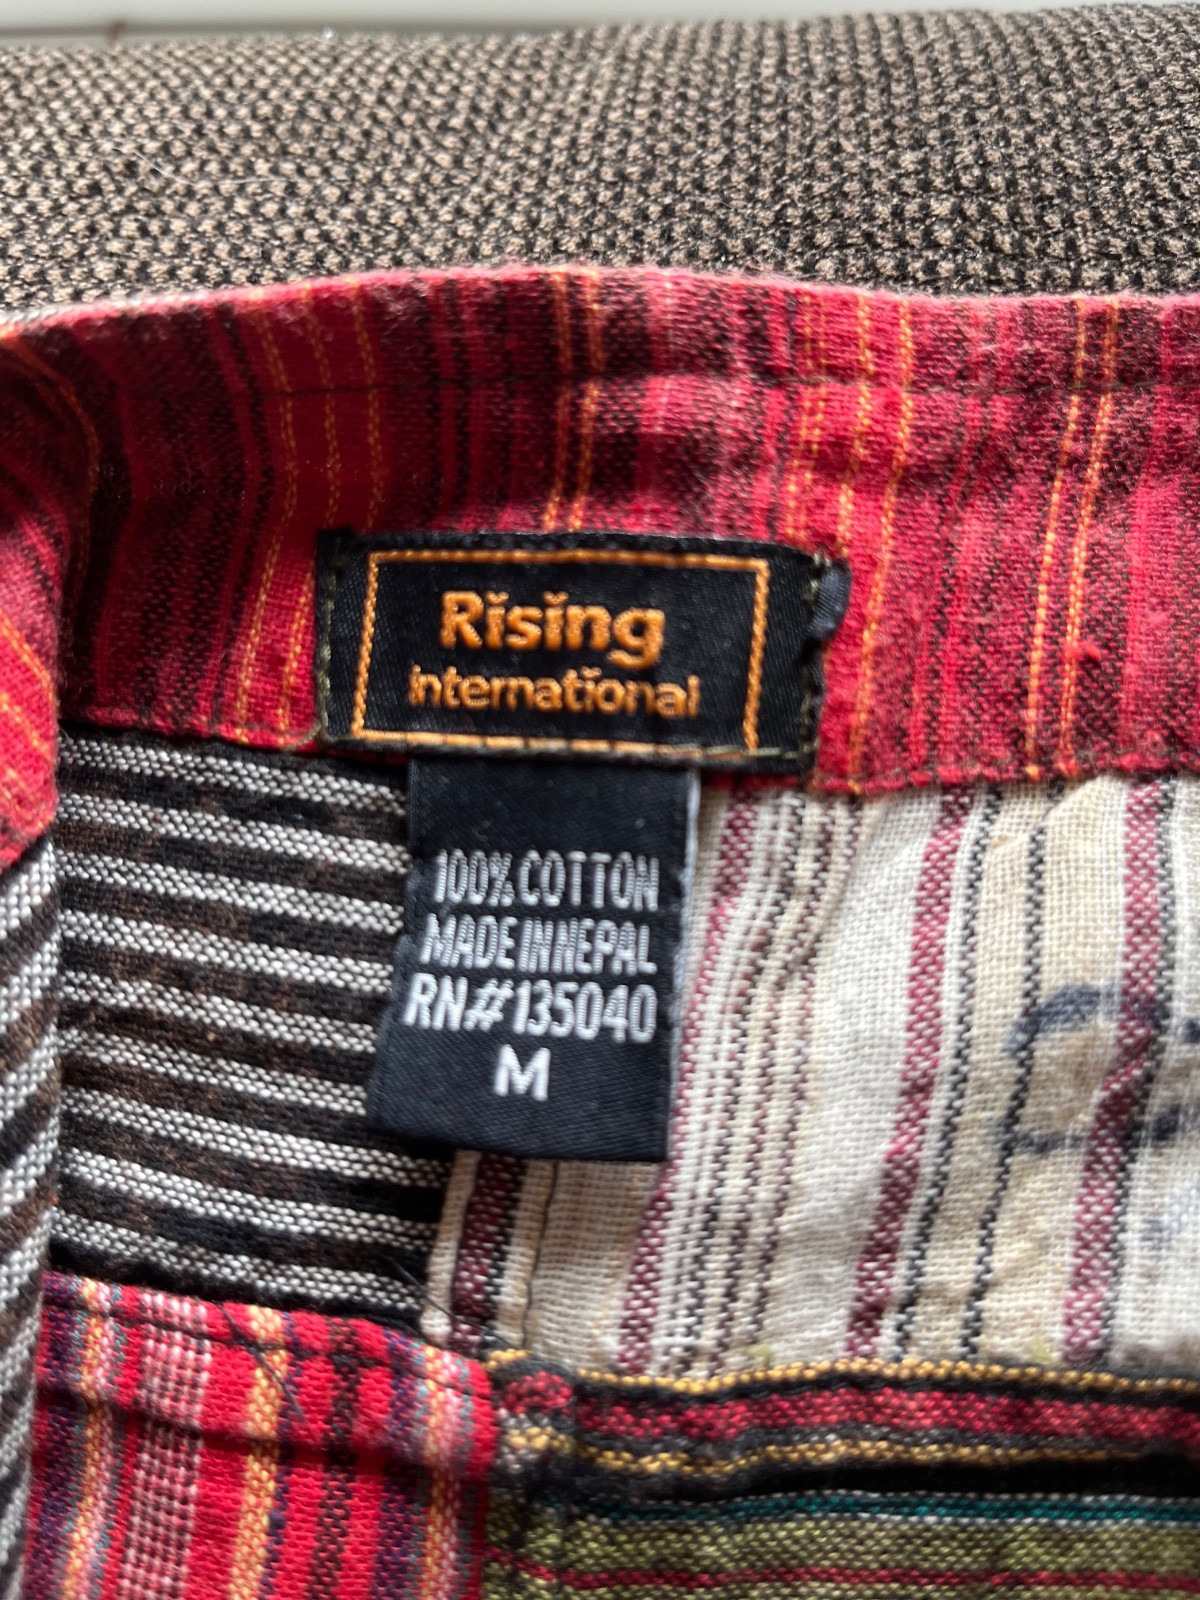 Rising
international
100% COTTON
MADE IN NEPAL
RN# 135040
M